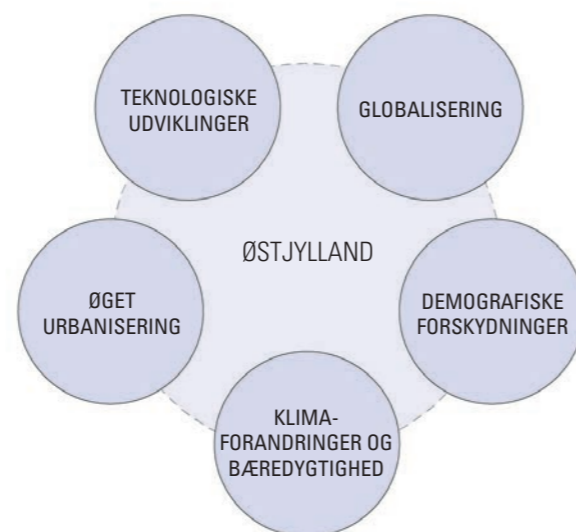 TEKNOLOGISKE
UDVIKLINGER
GLOBALISERING
ØSTJYLLAND
ØGET
URBANISERING
DEMOGRAFISKE
FORSKYDNINGER
KLIMA-
FORANDRINGER OG
BÆREDYGTIGHED